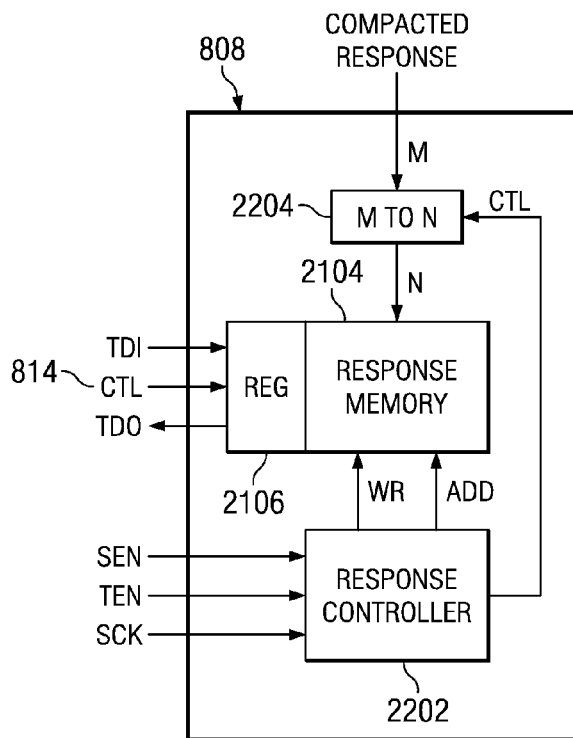 COMPACTED
RESPONSE
808
M
2204
M TO N
CTL
2104
N
TDI
814
CTL
TDO
REG
RESPONSE
MEMORY
2106
WR
ADD
SEN
TEN
SCK
RESPONSE
CONTROLLER
2202